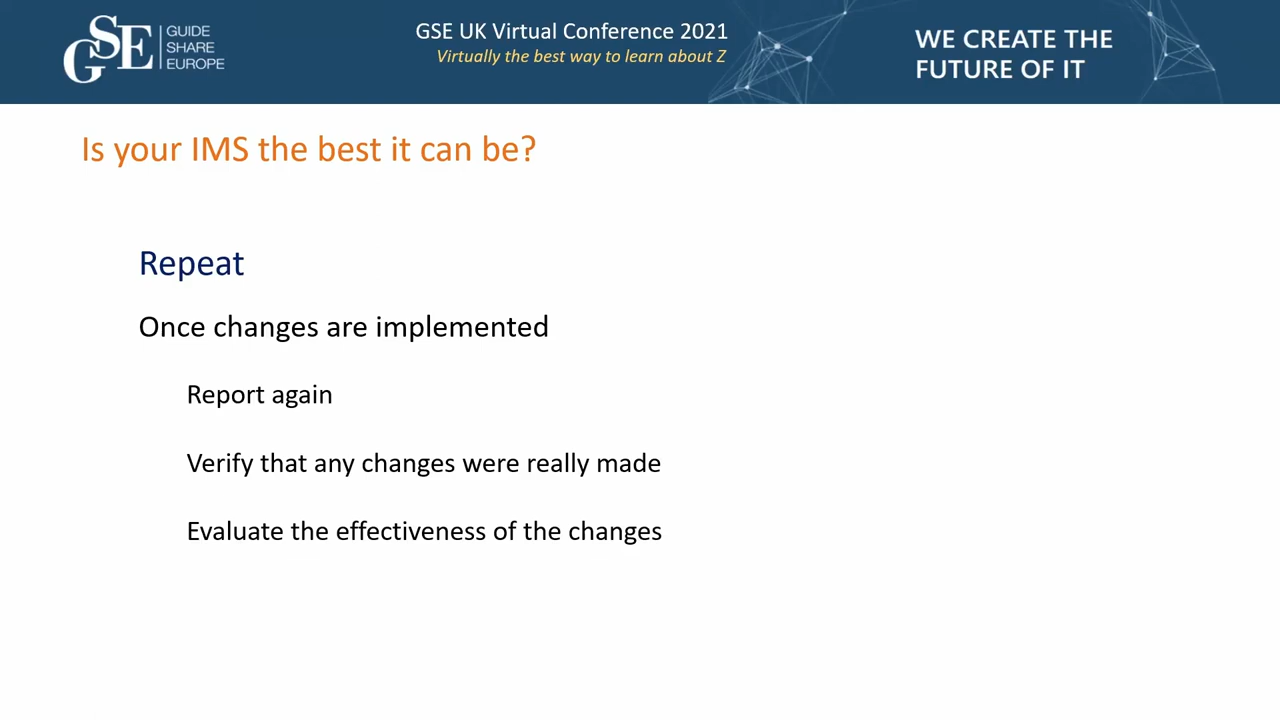 GSE
GUIDE
SHARE
EUROPE
GSE UK Virtual Conference 2021
Virtually the best way to learn about Z
WE CREATE THE
FUTURE OF IT
Is your IMS the best it can be?
Repeat
Once changes are implemented
Report again
Verify that any changes were really made
Evaluate the effectiveness of the changes